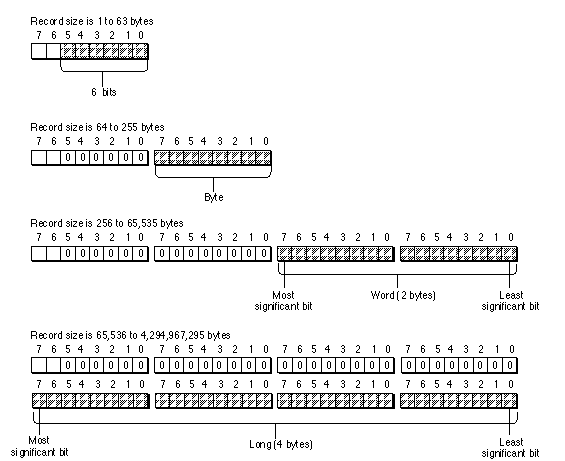 Record size is 1 to 63 bytes
7 6 5 4 3 2 1 0
6 bits
Record size is 64 to 255 bytes
7 6 5 4 3 2 1 0 7 6 5 4 3 2 1 0
0 0 0 0 0 0
Byte
Record size is 256 to 65,535 bytes
7 6 5 4 3 2 1 0 7 6 5 4 3 2 1 0 7 6 5 4 3 2 1 0 7 6 5 4 3 2 1 0
0 0 0 0 0 0 0 0 0 0 0 0 0 0
Most significant bit
Word (2 bytes)
Least significant bit
Record size is 65,536 to 4,294,967,295 bytes
7 6 5 4 3 2 1 0 7 6 5 4 3 2 1 0 7 6 5 4 3 2 1 0 7 6 5 4 3 2 1 0
0 0 0 0 0 0 0 0 0 0 0 0 0 0 0 0 0 0 0 0 0 0 0 0 0 0 0 0 0 0
7 6 5 4 3 2 1 0 7 6 5 4 3 2 1 0 7 6 5 4 3 2 1 0 7 6 5 4 3 2 1 0
Most significant bit
Long (4 bytes)
Least significant bit